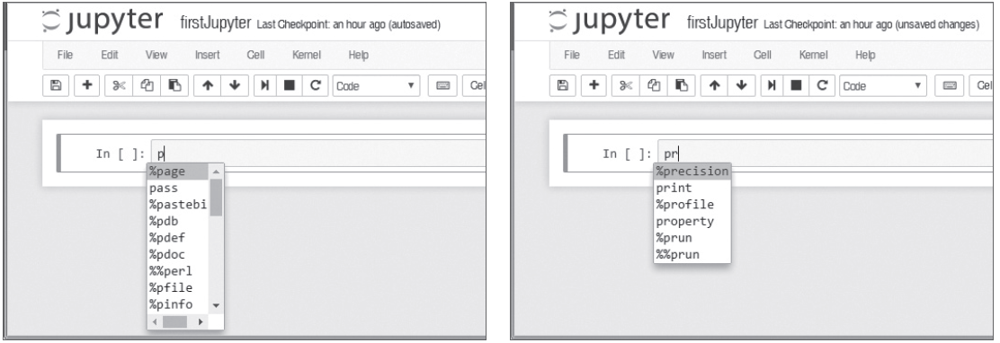 jupyter firstJupyter Last Checkpoint: an hour ago (autosaved)
File Edit View Insert Cell Kernel Help
Code Cel
In [ ]: p
%page
pass
%pastebi
%pdb
%pdef
%pdoc
%%perl
%pfile
%pinfo
jupyter firstJupyter Last Checkpoint: an hour ago (unsaved changes)
File Edit View Insert Cell Kernel Help
Code Cel
In [ ]: pr
%precision
print
%profile
property
%prun
%%prun